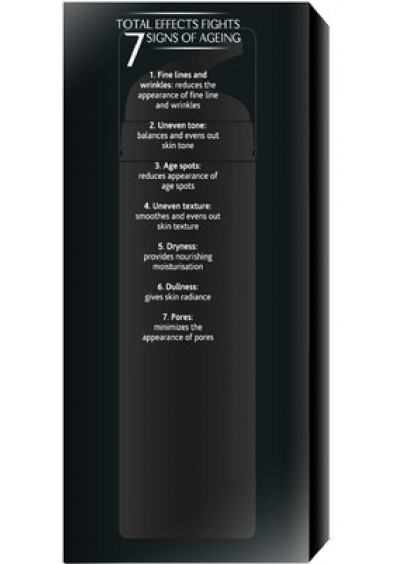 TOTAL EFFECTS FIGHTS
7 SIGNS OF AGEING
1. Fine lines and
wrinkles: reduces the
appearance of fine line
and wrinkles
2. Uneven tone:
balances and evens out
skin tone
3. Age spots:
reduces appearance of
age spots
4. Uneven texture:
smoothes and evens out
skin texture
5. Dryness:
provides nourishing
moisturisation
6. Dullness:
gives skin radiance
7. Pores:
minimizes the
appearance of pores